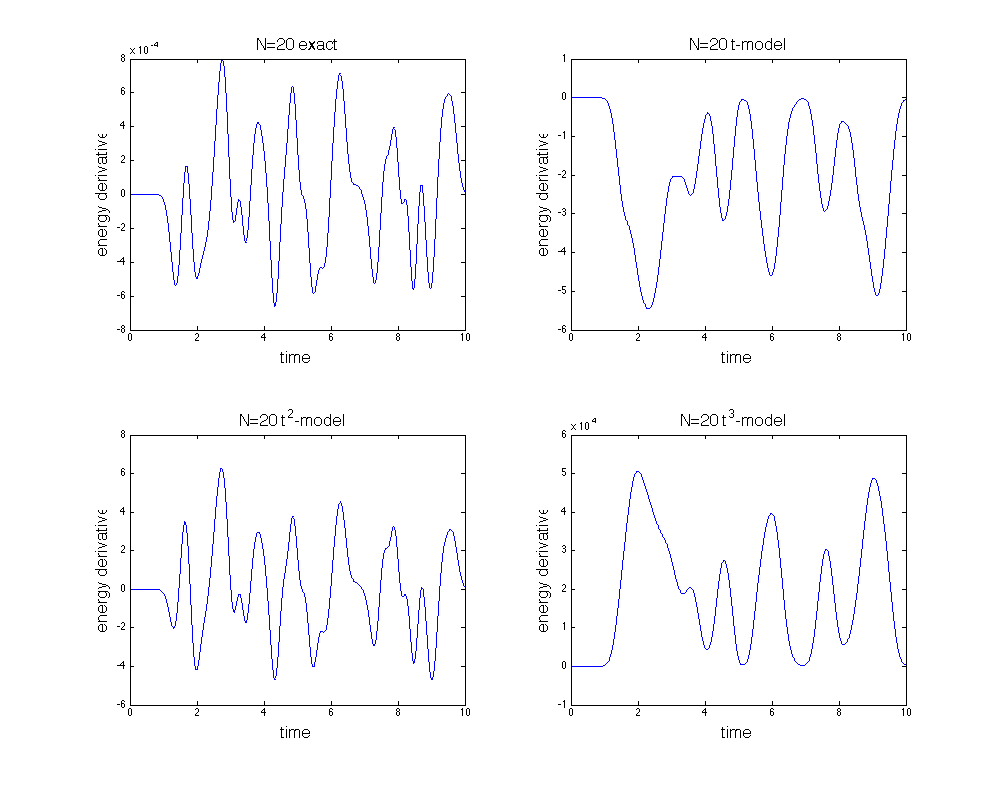 N=20 exact
x 10^-4
8
6
4
2
0
-2
-4
-6
-8
0 2 4 6 8 10
energy derivative
time
N=20 t-model
1
0
-1
-2
-3
-4
-5
-6
0 2 4 6 8 10
energy derivative
time
N=20 t^2-model
8
6
4
2
0
-2
-4
-6
0 2 4 6 8 10
energy derivative
time
N=20 t^3-model
x 10^4
6
5
4
3
2
1
0
-1
0 2 4 6 8 10
energy derivative
time